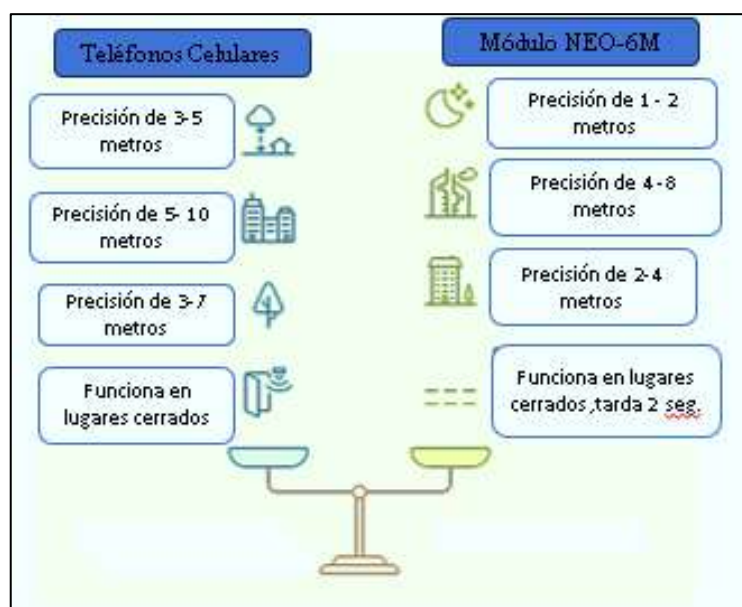 Teléfonos Celulares
Precisión de 3-5
metros
Precisión de 5- 10
metros
Precisión de 3-7
metros
Funciona en
lugares cerrados
Módulo NEO-6M
Precisión de 1 - 2
metros
Precisión de 4 -8
metros
Precisión de 2-4
metros
Funciona en lugares
cerrados ,tarda 2 seg.